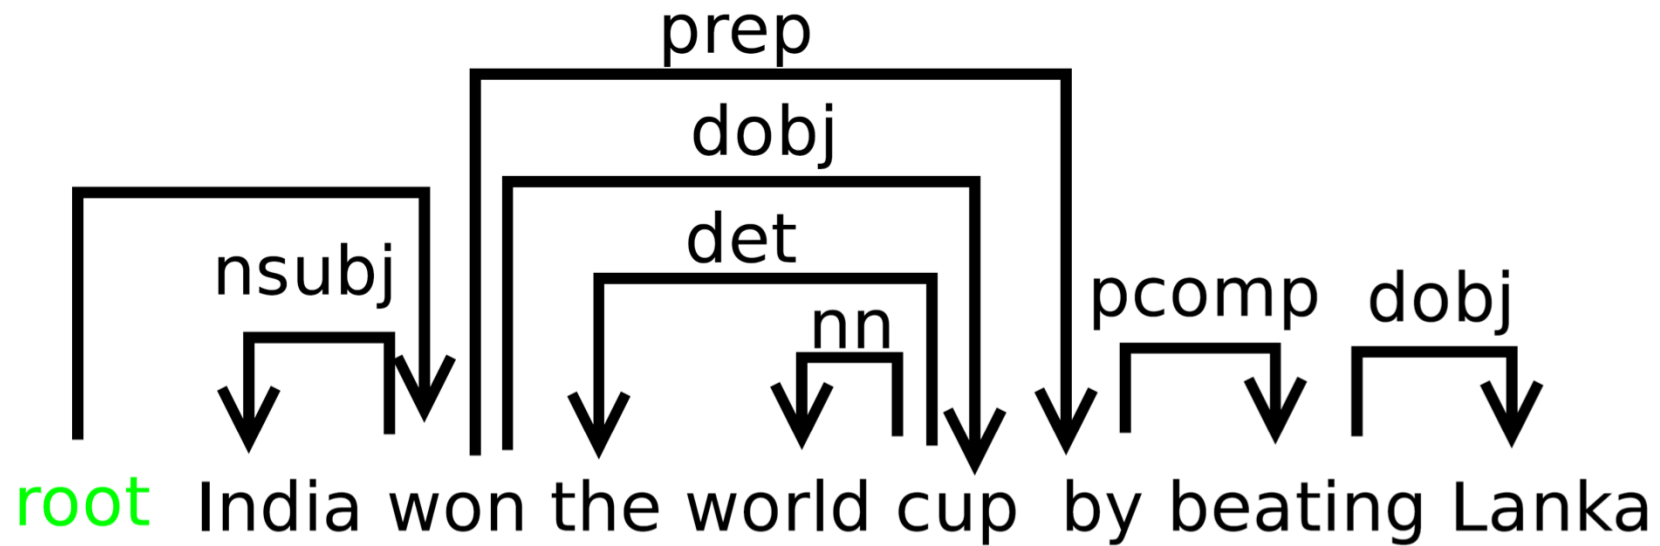 prep
dobj
det
nsubj
nn
pcomp dobj
root India won the world cup by beating Lanka